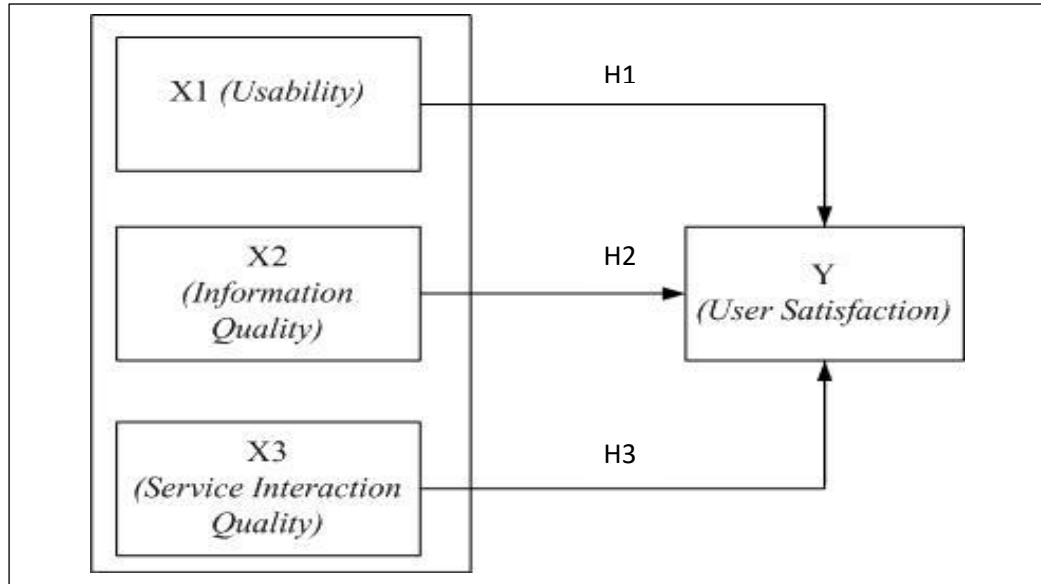 X1 (Usability)
H1
X2
(Information
Quality)
H2
Y
(User Satisfaction)
X3
(Service Interaction
Quality)
H3